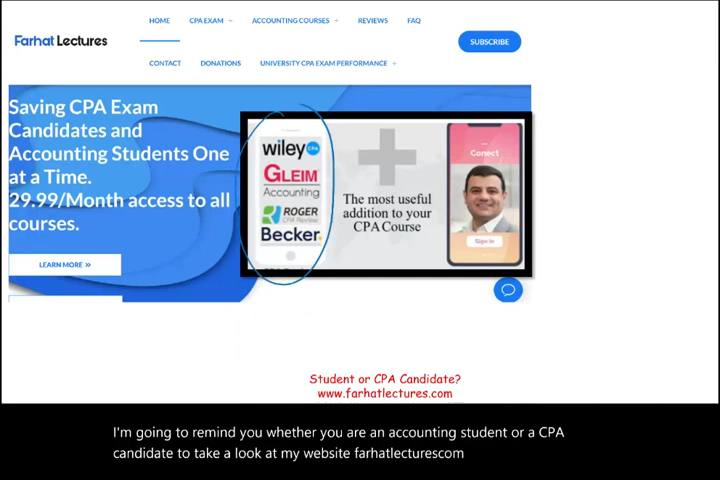 HOME
CPA EXAM
ACCOUNTING COURSES
REVIEWS
FAQ
Farhat Lectures
SUBSCRIBE
CONTACT
DONATIONS
UNIVERSITY CPA EXAM PERFORMANCE
Saving CPA Exam
Candidates and
Accounting Students One
at a Time.
29.99/Month access to all
courses.
LEARN MORE »
wiley CPA
GLEIM
Accounting
ROGER
CPA Review
Becker.
The most useful
addition to your
CPA Course
Conect
Sign in
Student or CPA Candidate?
www.farhatlectures.com
I'm going to remind you whether you are an accounting student or a CPA
candidate to take a look at my website farhatlecturescom